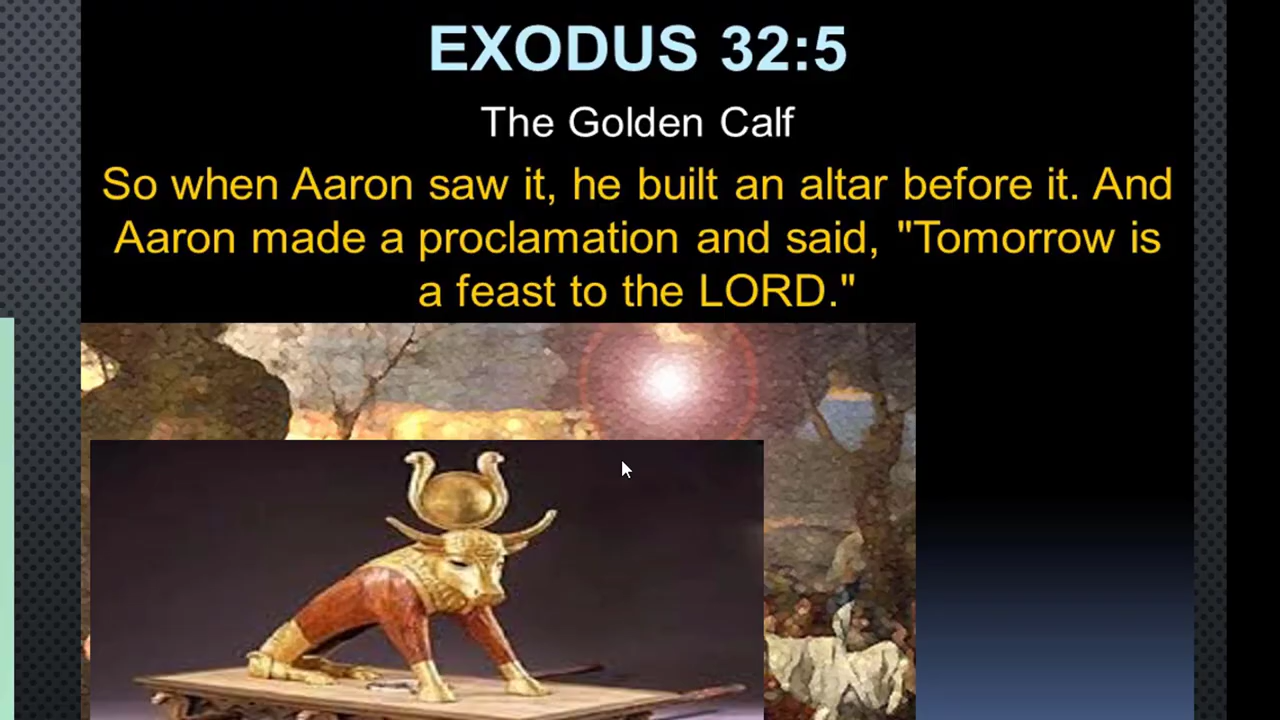 EXODUS 32:5
The Golden Calf
So when Aaron saw it, he built an altar before it. And
Aaron made a proclamation and said, "Tomorrow is
a feast to the LORD."